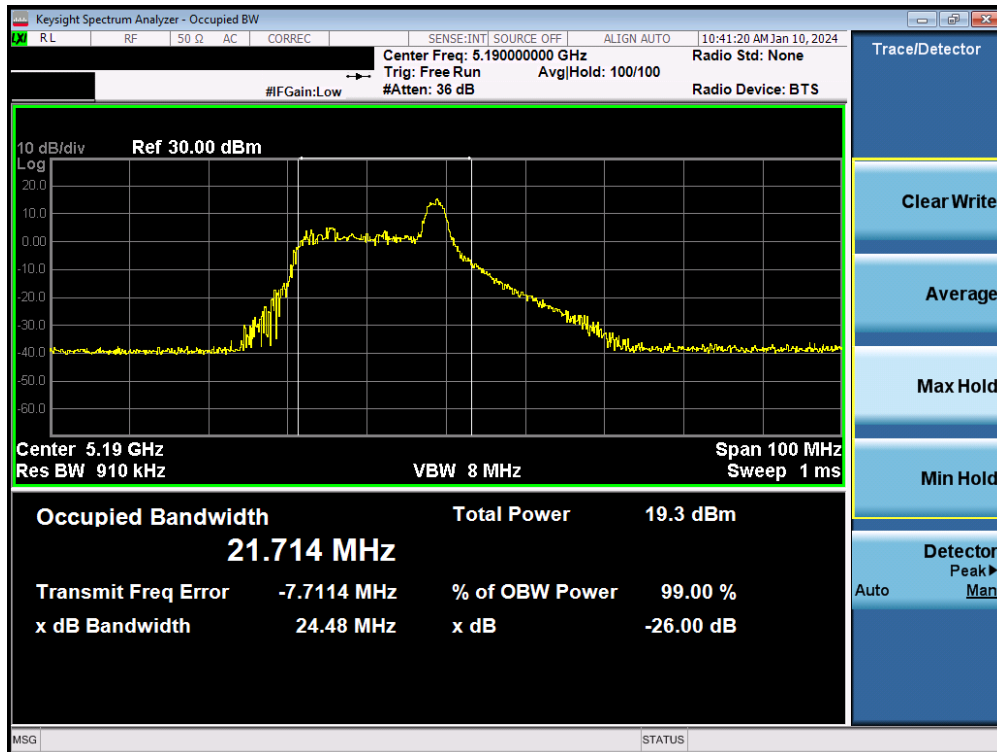 Keysight Spectrum Analyzer - Occupied BW
LXI RL RF 50 Ω AC CORREC SENSE:INT SOURCE OFF ALIGN AUTO 10:41:20 AM Jan 10, 2024
Center Freq: 5.190000000 GHz Radio Std: None
Trig: Free Run Avg|Hold: 100/100
#IFGain:Low #Atten: 36 dB Radio Device: BTS
Trace/Detector
10 dB/div Ref 30.00 dBm
Log
20.0
10.0
0.00
-10.0
-20.0
-30.0
-40.0
-50.0
-60.0
Center 5.19 GHz Span 100 MHz
Res BW 910 kHz VBW 8 MHz Sweep 1 ms
Occupied Bandwidth Total Power 19.3 dBm
21.714 MHz
Transmit Freq Error -7.7114 MHz % of OBW Power 99.00 %
x dB Bandwidth 24.48 MHz x dB -26.00 dB
Clear Write
Average
Max Hold
Min Hold
Detector
Peak▶
Auto Man
MSG STATUS